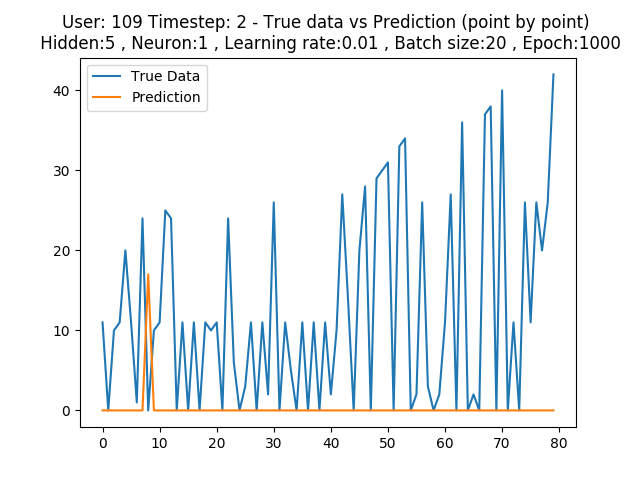 User: 109 Timestep: 2 - True data vs Prediction (point by point)
Hidden:5 , Neuron:1 , Learning rate:0.01 , Batch size:20 , Epoch:1000
True Data
Prediction
40
30
20
10
0
0 10 20 30 40 50 60 70 80